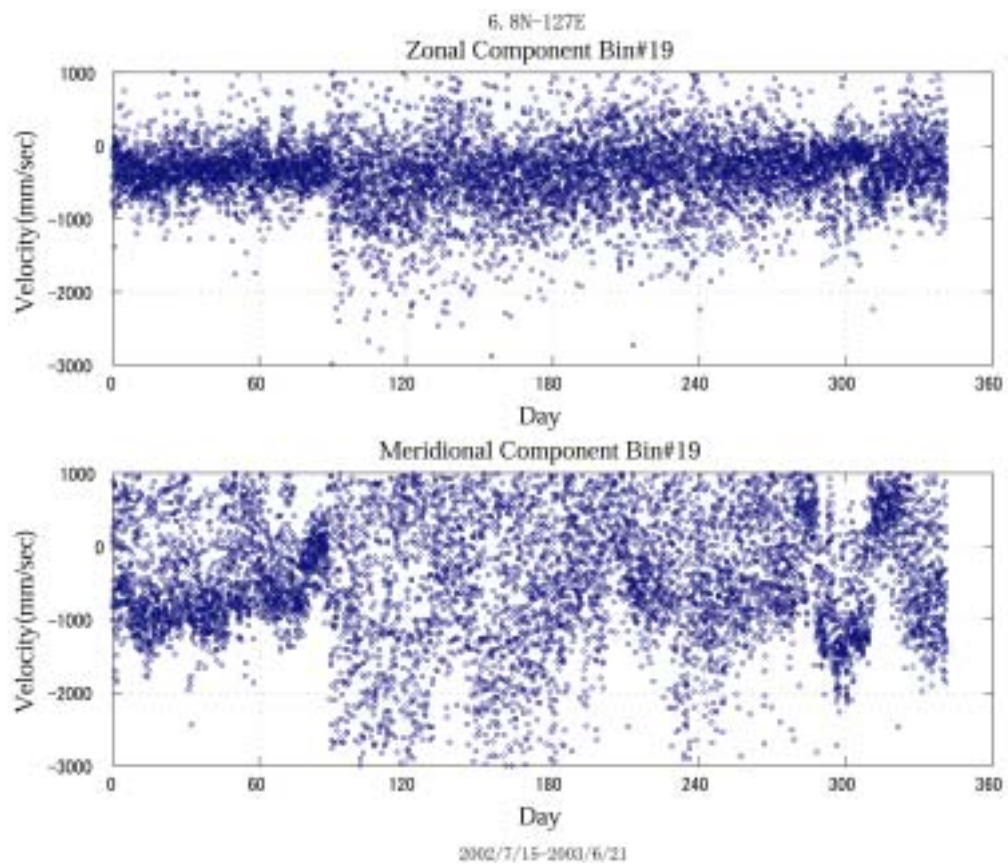 6.8N-127E
Zonal Component Bin#19
1000
0
-1000
-2000
-3000
Velocity(mm/sec)
0 60 120 180 240 300 360
Day
Meridional Component Bin#19
1000
0
-1000
-2000
-3000
Velocity(mm/sec)
0 60 120 180 240 300 360
Day
2002/7/15-2003/6/21